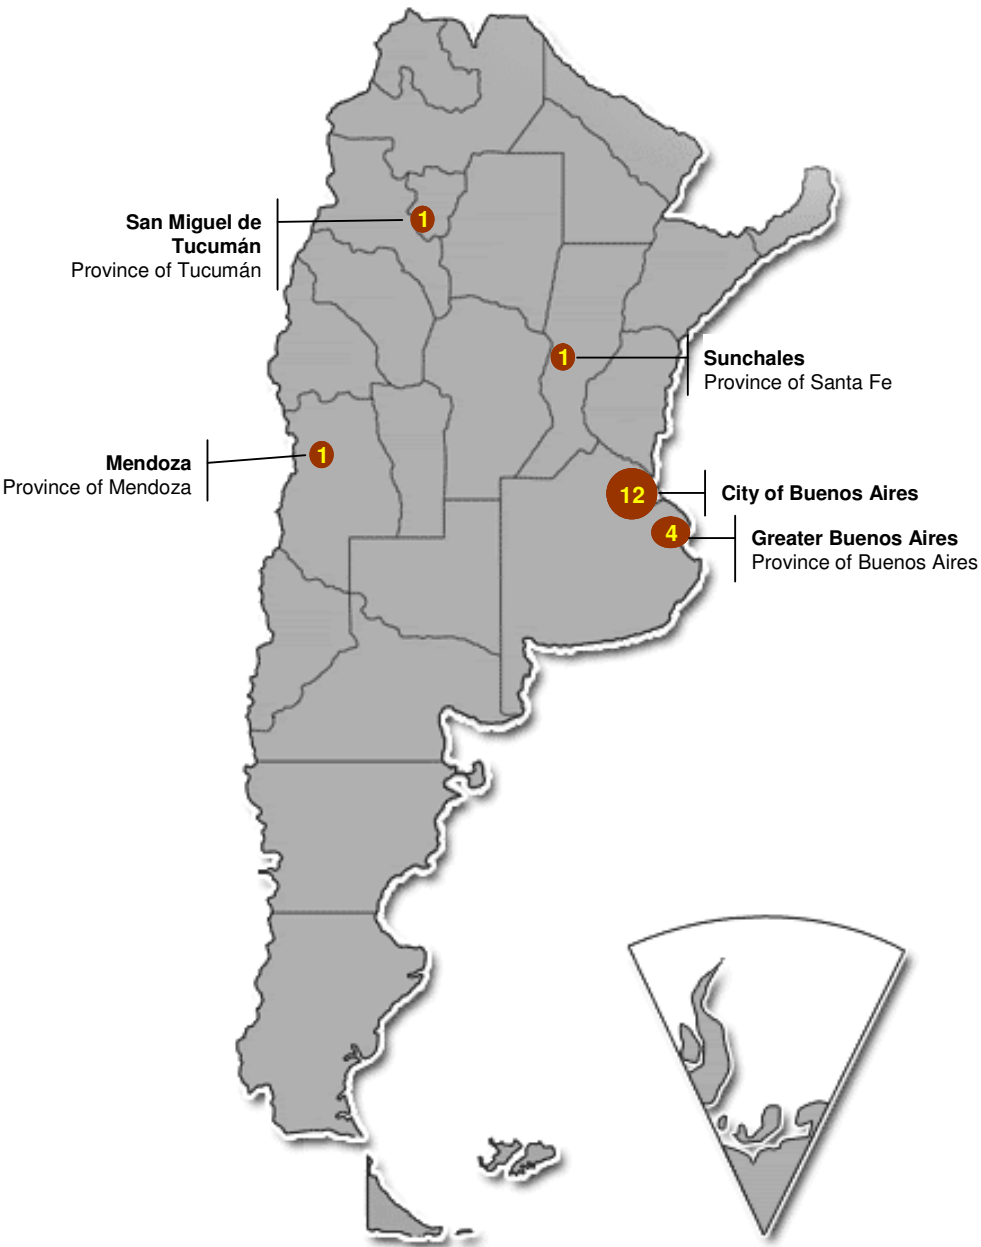 San Miguel de
Tucumán
Province of Tucumán
1
1
Sunchales
Province of Santa Fe
Mendoza
Province of Mendoza
1
12
City of Buenos Aires
4
Greater Buenos Aires
Province of Buenos Aires